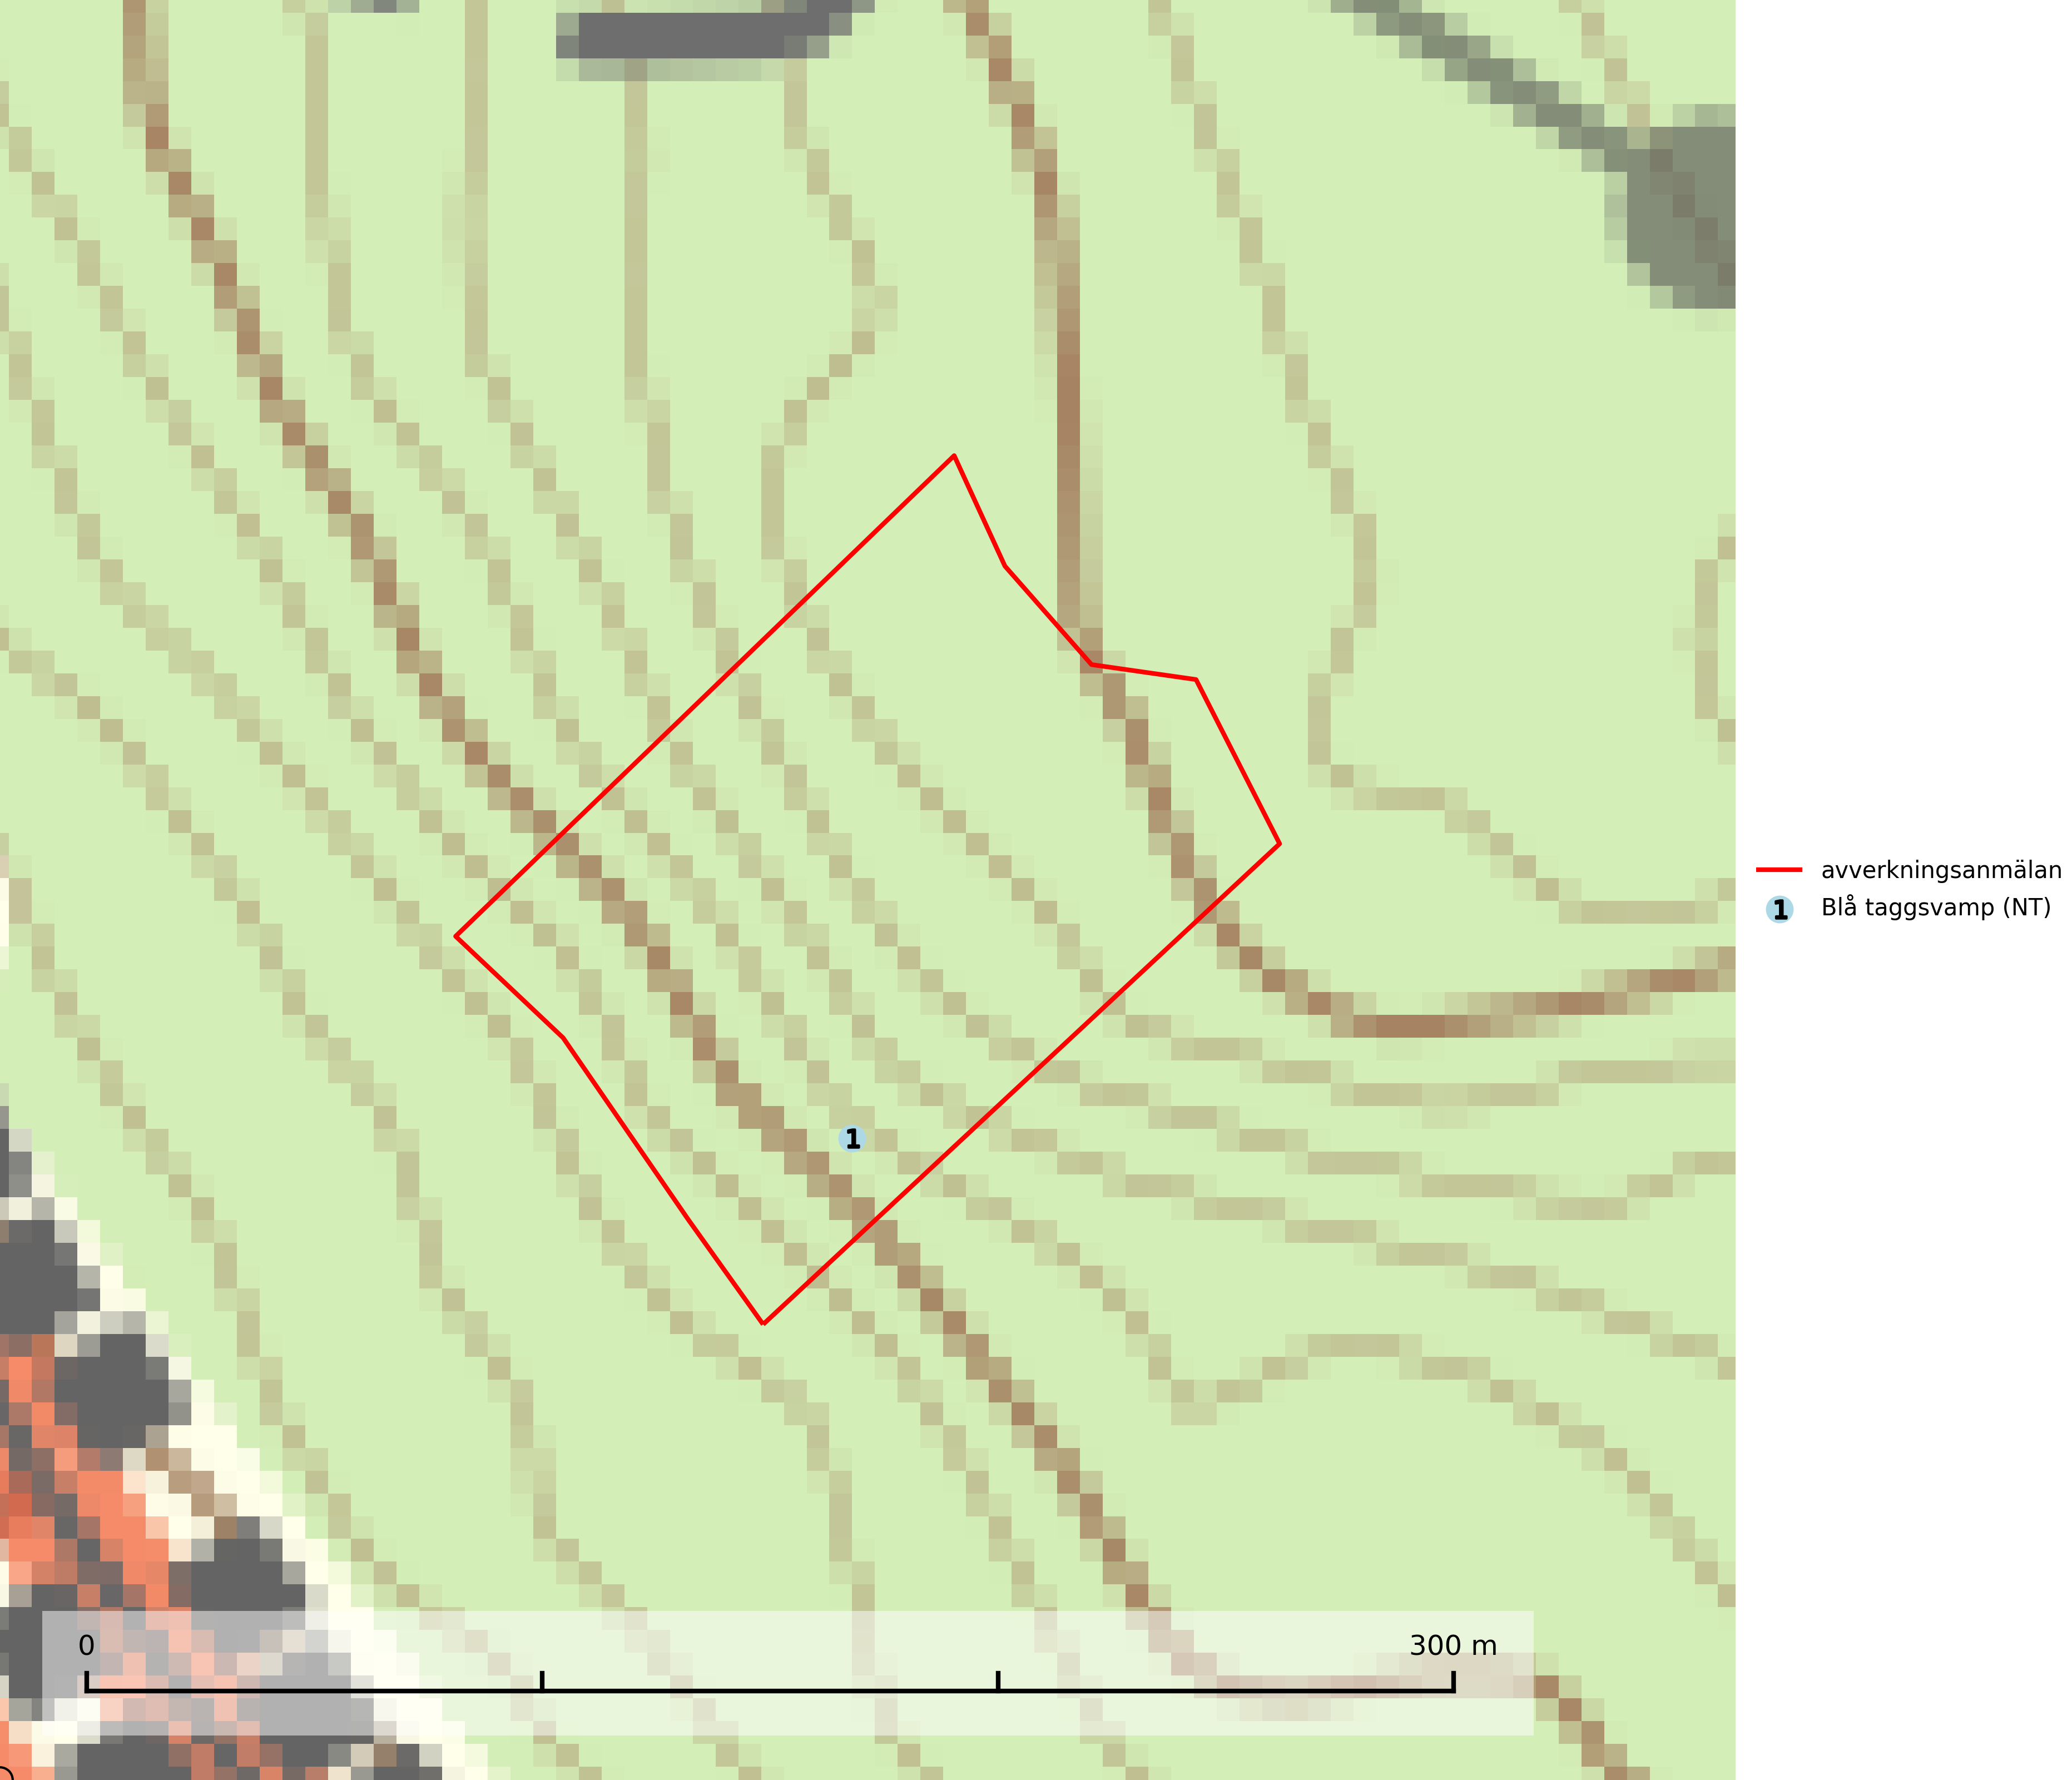 avverkningsanmälan
1 Blå taggsvamp (NT)
1
0 300 m